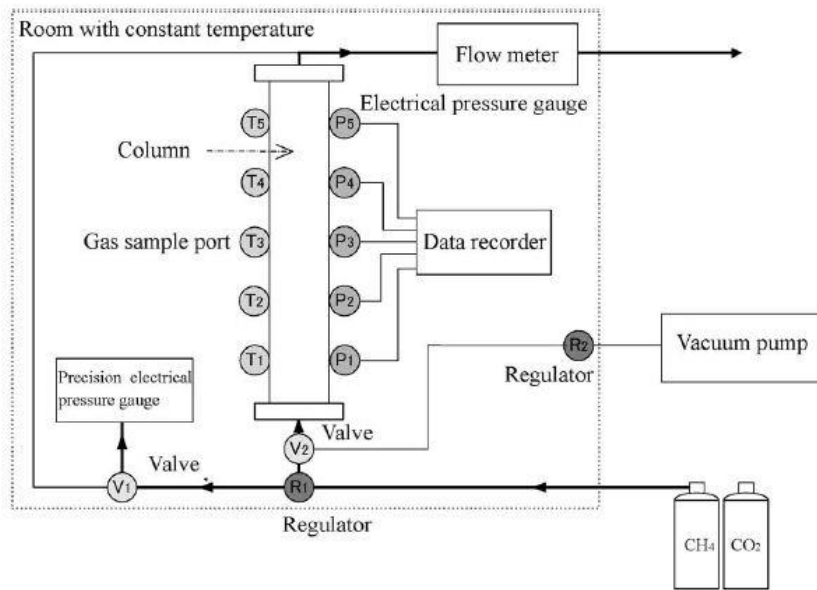 Room with constant temperature
Flow meter
Electrical pressure gauge
T5
P5
Column
T4
P4
Gas sample port
T3
P3
Data recorder
T2
P2
T1
P1
R2
Vacuum pump
Regulator
Precision electrical
pressure gauge
Valve
V2
Valve
V1
R1
Regulator
CH4
CO2